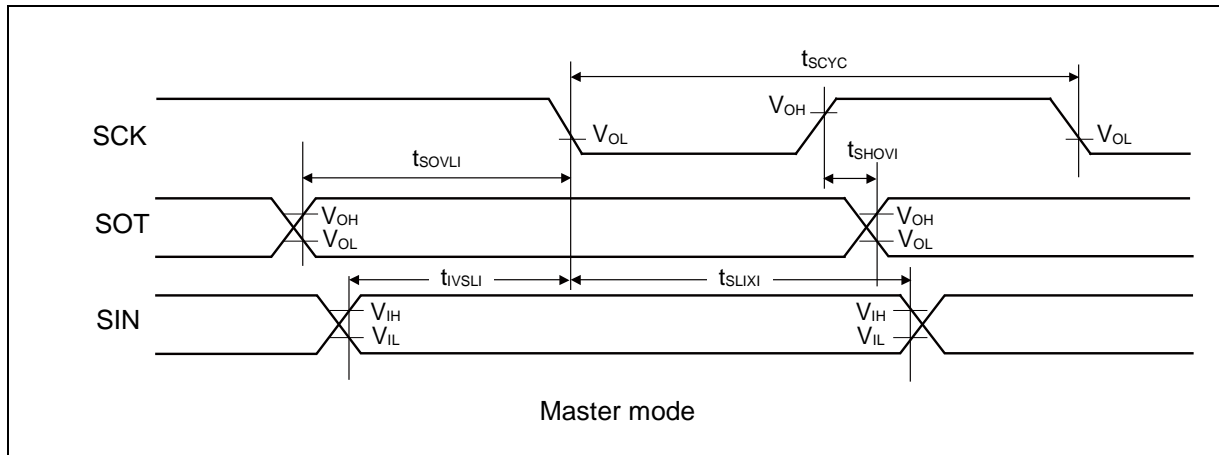 tSCYC
VOH
SCK
VOL
VOL
tSHOVI
tSOVLI
SOT
VOH
VOL
VOH
VOL
tIVSLI
tSLIXI
SIN
VIH
VIL
VIH
VIL
Master mode